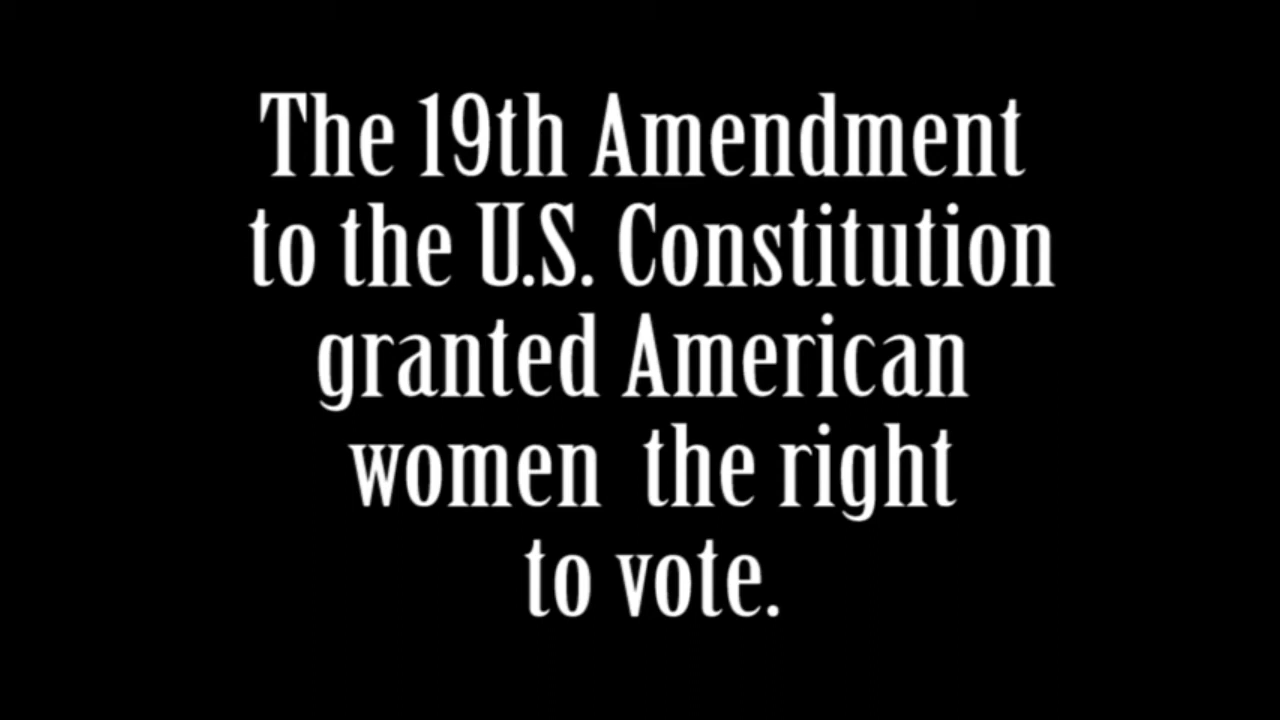 The 19th Amendment
to the U.S. Constitution
granted American
women  the right
to vote.